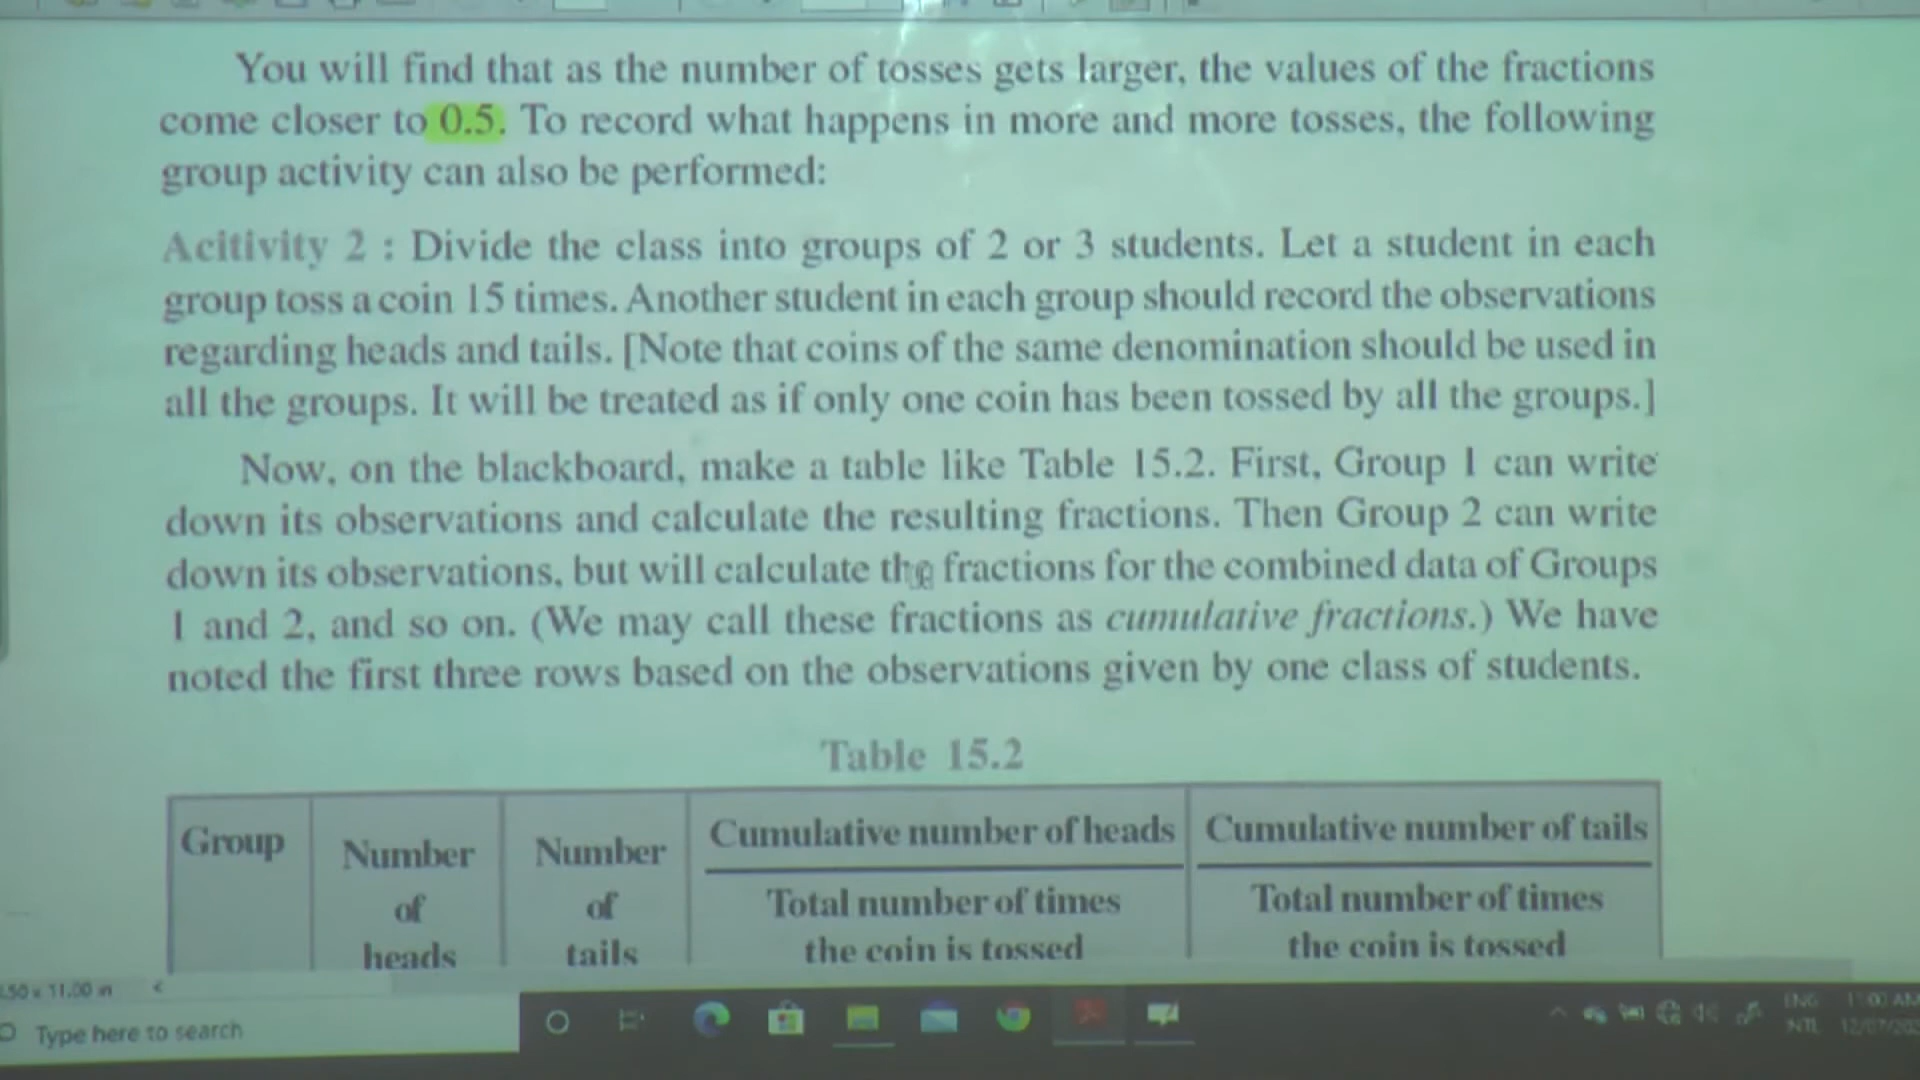 You will find that as the number of tosses gets larger, the values of the fractions
come closer to 0.5. To record what happens in more and more tosses, the following
group activity can also be performed:
Acitivity 2 : Divide the class into groups of 2 or 3 students. Let a student in each
group toss a coin 15 times. Another student in each group should record the observations
regarding heads and tails. [Note that coins of the same denomination should be used in
all the groups. It will be treated as if only one coin has been tossed by all the groups.]
Now, on the blackboard, make a table like Table 15.2. First, Group 1 can write
down its observations and calculate the resulting fractions. Then Group 2 can write
down its observations, but will calculate the fractions for the combined data of Groups
1 and 2, and so on. (We may call these fractions as cumulative fractions.) We have
noted the first three rows based on the observations given by one class of students.
Table 15.2
Group
Number
of
heads
Number
of
tails
Cumulative number of heads
Total number of times
the coin is tossed
Cumulative number of tails
Total number of times
the coin is tossed
.50 x 11.00 in
Type here to search
ENG
INTL